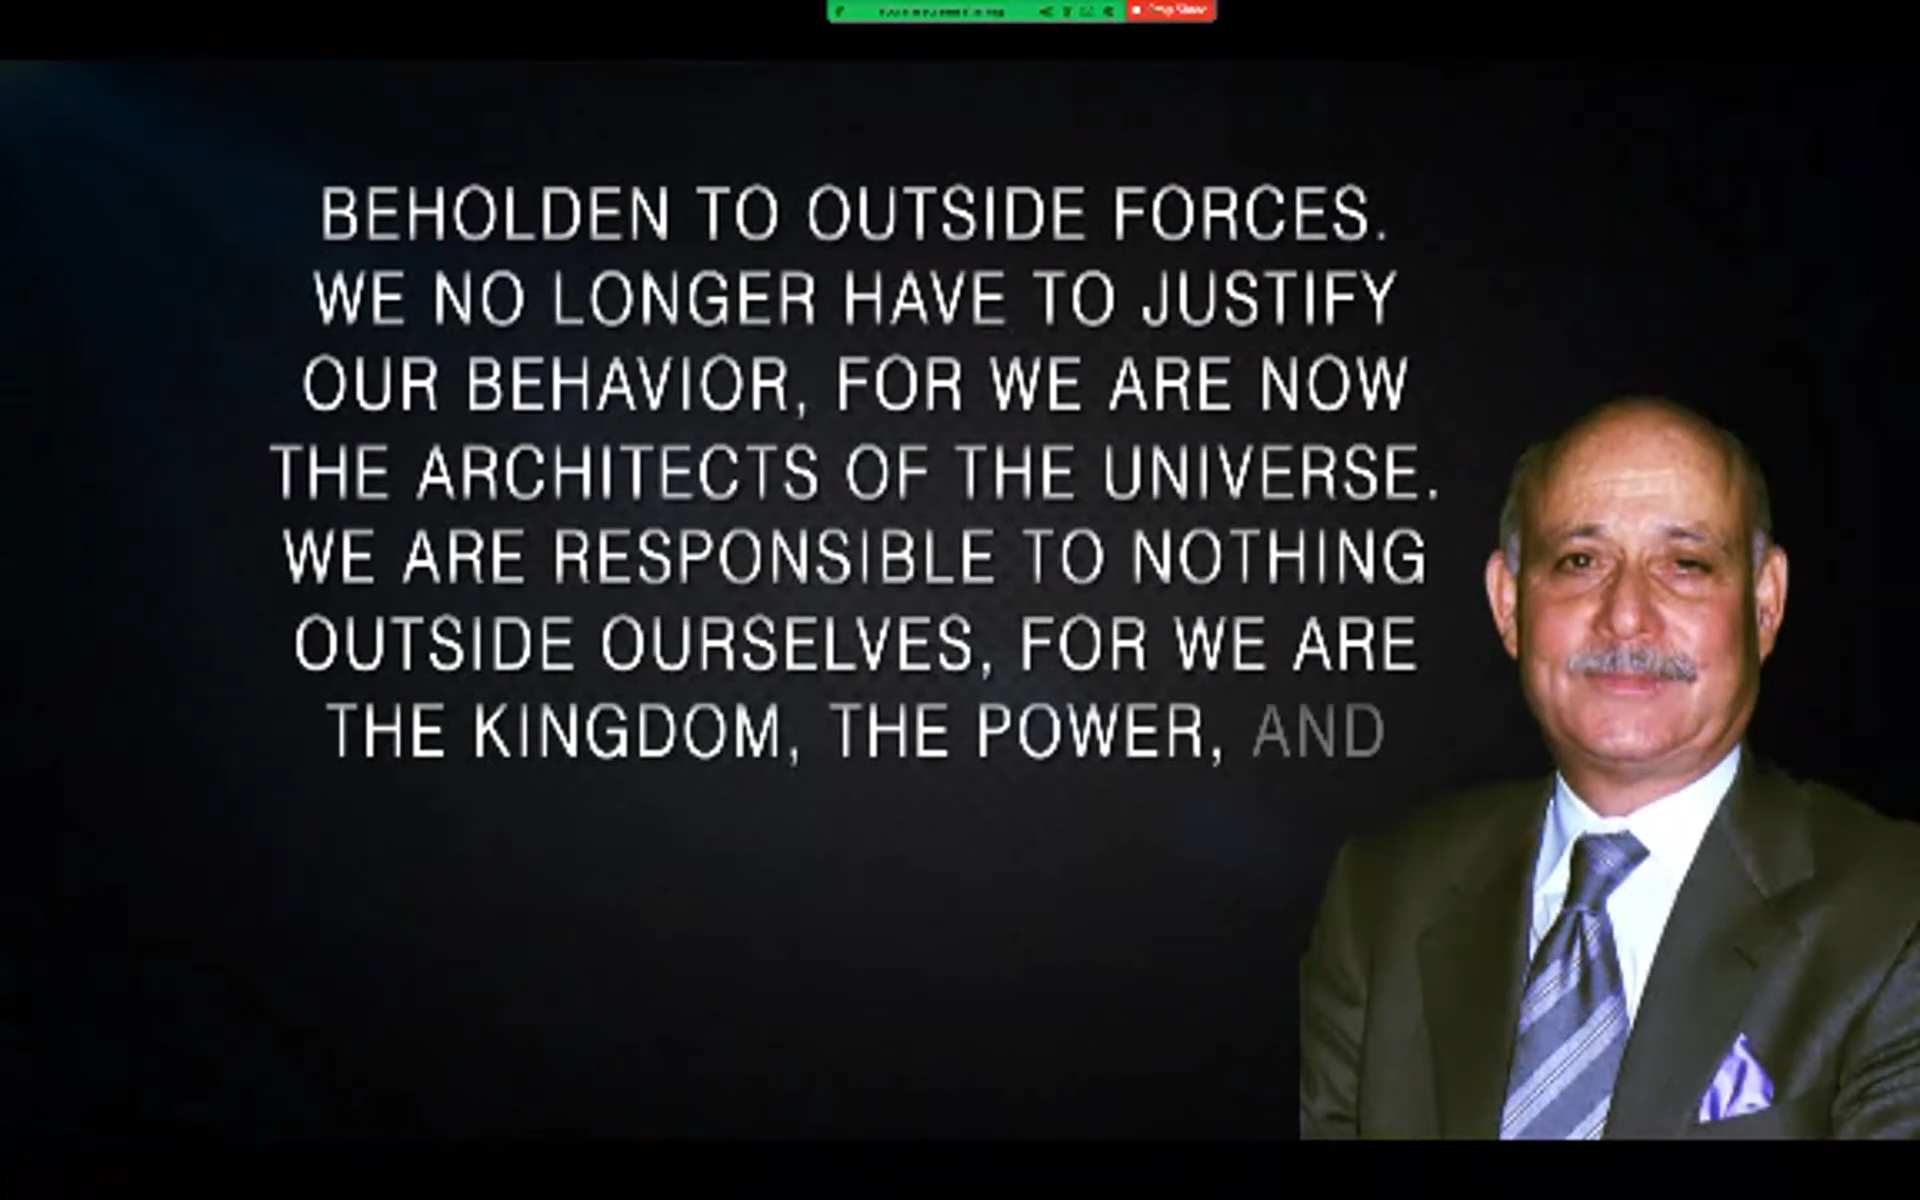 BEHOLDEN TO OUTSIDE FORCES.
WE NO LONGER HAVE TO JUSTIFY
OUR BEHAVIOR, FOR WE ARE NOW
THE ARCHITECTS OF THE UNIVERSE.
WE ARE RESPONSIBLE TO NOTHING
OUTSIDE OURSELVES, FOR WE ARE
THE KINGDOM, THE POWER, AND